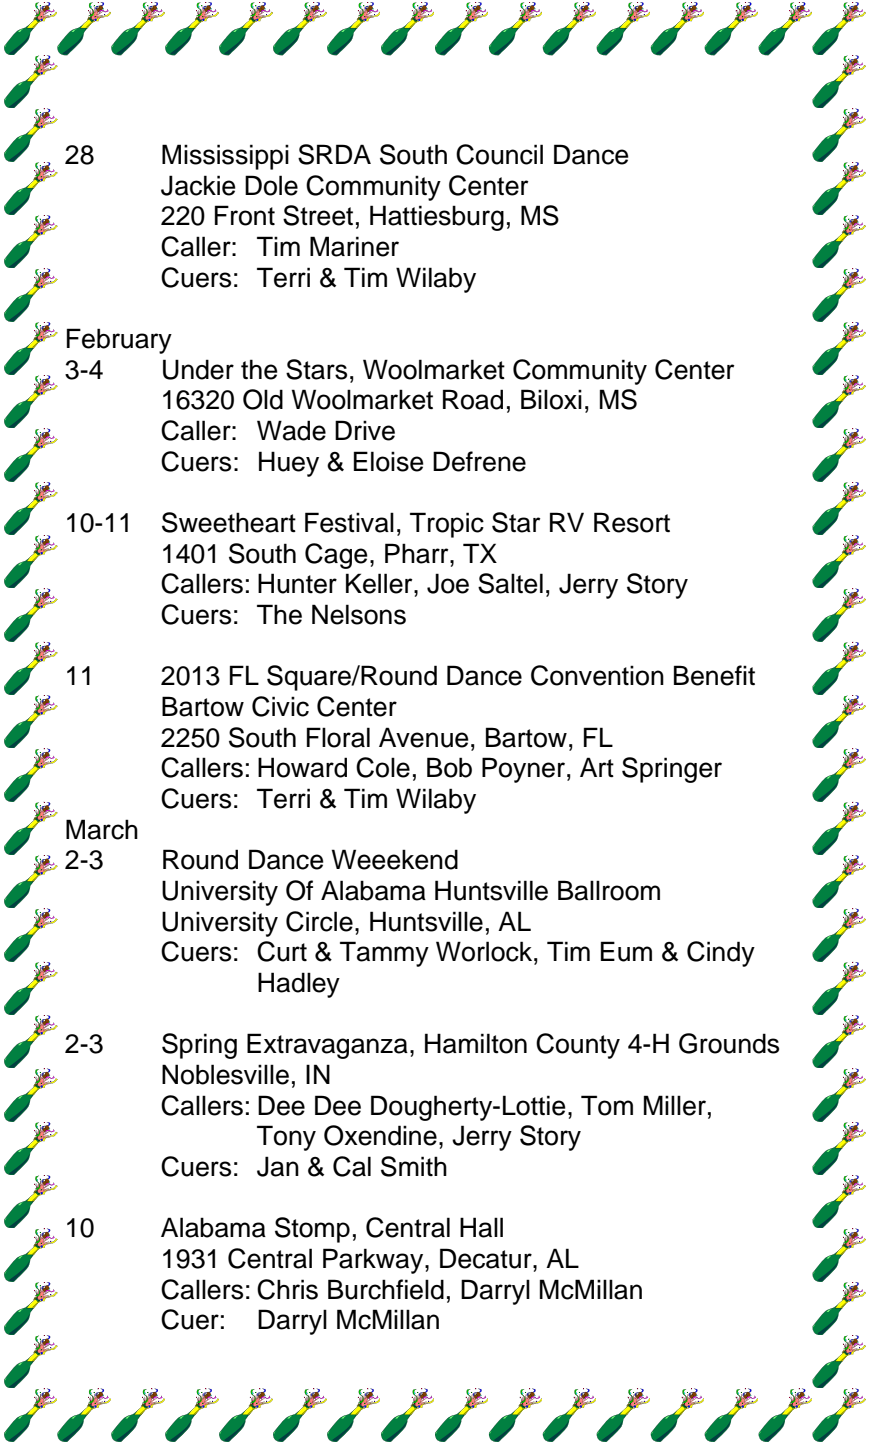 28 Mississippi SRDA South Council Dance
Jackie Dole Community Center
220 Front Street, Hattiesburg, MS
Caller: Tim Mariner
Cuers: Terri & Tim Wilaby
February
3-4 Under the Stars, Woolmarket Community Center
16320 Old Woolmarket Road, Biloxi, MS
Caller: Wade Drive
Cuers: Huey & Eloise Defrene
10-11 Sweetheart Festival, Tropic Star RV Resort
1401 South Cage, Pharr, TX
Callers: Hunter Keller, Joe Saltel, Jerry Story
Cuers: The Nelsons
11 2013 FL Square/Round Dance Convention Benefit
Bartow Civic Center
2250 South Floral Avenue, Bartow, FL
Callers: Howard Cole, Bob Poyner, Art Springer
Cuers: Terri & Tim Wilaby
March
2-3 Round Dance Weeekend
University Of Alabama Huntsville Ballroom
University Circle, Huntsville, AL
Cuers: Curt & Tammy Worlock, Tim Eum & Cindy
Hadley
2-3 Spring Extravaganza, Hamilton County 4-H Grounds
Noblesville, IN
Callers: Dee Dee Dougherty-Lottie, Tom Miller,
Tony Oxendine, Jerry Story
Cuers: Jan & Cal Smith
10 Alabama Stomp, Central Hall
1931 Central Parkway, Decatur, AL
Callers: Chris Burchfield, Darryl McMillan
Cuer: Darryl McMillan